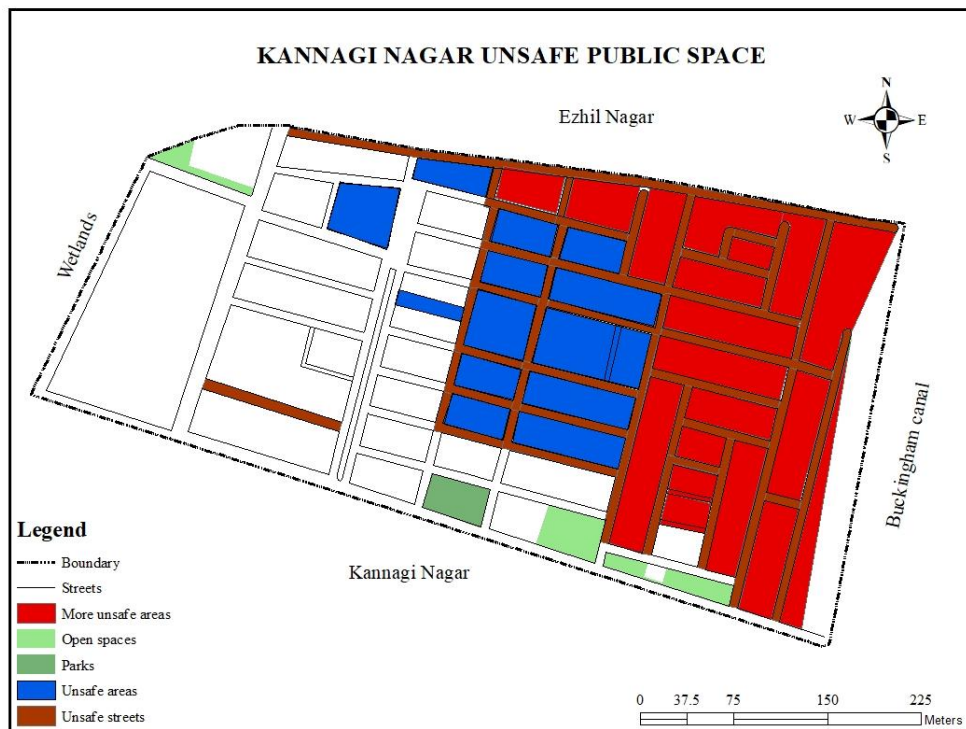 KANNAGI NAGAR UNSAFE PUBLIC SPACE
Ezhil Nagar
N
W E
S
Wetlands
Buckingham canal
Kannagi Nagar
Legend
Boundary
Streets
More unsafe areas
Open spaces
Parks
Unsafe areas
Unsafe streets
0 37.5 75 150 225
Meters